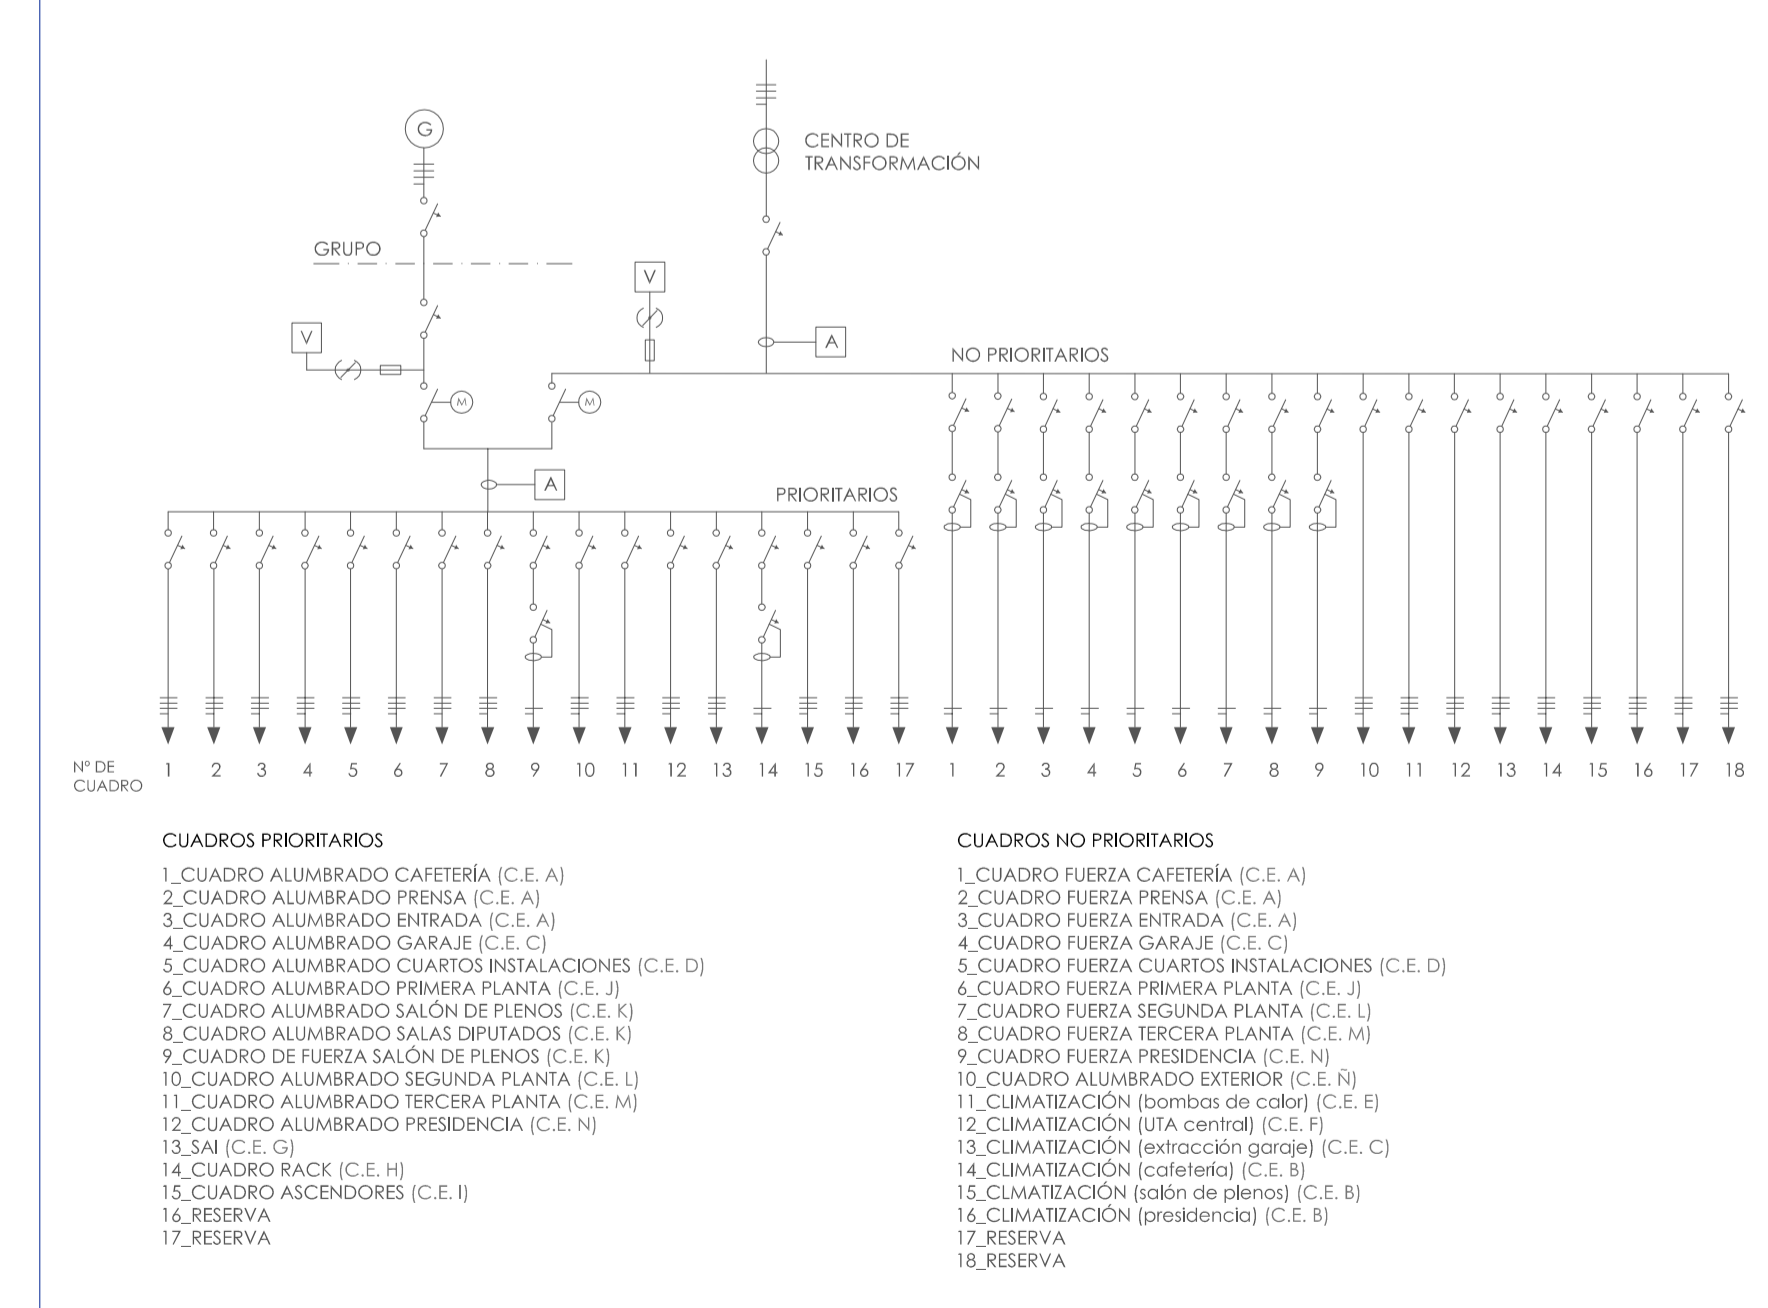 G
CENTRO DE
TRANSFORMACIÓN
GRUPO
V
V
A
NO PRIORITARIOS
M
M
A
PRIORITARIOS
Nº DE
CUADRO
1 2 3 4 5 6 7 8 9 10 11 12 13 14 15 16 17 1 2 3 4 5 6 7 8 9 10 11 12 13 14 15 16 17 18
CUADROS PRIORITARIOS
1_CUADRO ALUMBRADO CAFETERÍA (C.E. A)
2_CUADRO ALUMBRADO PRENSA (C.E. A)
3_CUADRO ALUMBRADO ENTRADA (C.E. A)
4_CUADRO ALUMBRADO GARAJE (C.E. C)
5_CUADRO ALUMBRADO CUARTOS INSTALACIONES (C.E. D)
6_CUADRO ALUMBRADO PRIMERA PLANTA (C.E. J)
7_CUADRO ALUMBRADO SALÓN DE PLENOS (C.E. K)
8_CUADRO ALUMBRADO SALAS DIPUTADOS (C.E. K)
9_CUADRO DE FUERZA SALÓN DE PLENOS (C.E. K)
10_CUADRO ALUMBRADO SEGUNDA PLANTA (C.E. L)
11_CUADRO ALUMBRADO TERCERA PLANTA (C.E. M)
12_CUADRO ALUMBRADO PRESIDENCIA (C.E. N)
13_SAI (C.E. G)
14_CUADRO RACK (C.E. H)
15_CUADRO ASCENDORES (C.E. I)
16_RESERVA
17_RESERVA
CUADROS NO PRIORITARIOS
1_CUADRO FUERZA CAFETERÍA (C.E. A)
2_CUADRO FUERZA PRENSA (C.E. A)
3_CUADRO FUERZA ENTRADA (C.E. A)
4_CUADRO FUERZA GARAJE (C.E. C)
5_CUADRO FUERZA CUARTOS INSTALACIONES (C.E. D)
6_CUADRO FUERZA PRIMERA PLANTA (C.E. J)
7_CUADRO FUERZA SEGUNDA PLANTA (C.E. L)
8_CUADRO FUERZA TERCERA PLANTA (C.E. M)
9_CUADRO FUERZA PRESIDENCIA (C.E. N)
10_CUADRO ALUMBRADO EXTERIOR (C.E. Ñ)
11_CLIMATIZACIÓN (bombas de calor) (C.E. E)
12_CLIMATIZACIÓN (UTA central) (C.E. F)
13_CLIMATIZACIÓN (extracción garaje) (C.E. C)
14_CLIMATIZACIÓN (cafetería) (C.E. B)
15_CLMATIZACIÓN (salón de plenos) (C.E. B)
16_CLIMATIZACIÓN (presidencia) (C.E. B)
17_RESERVA
18_RESERVA